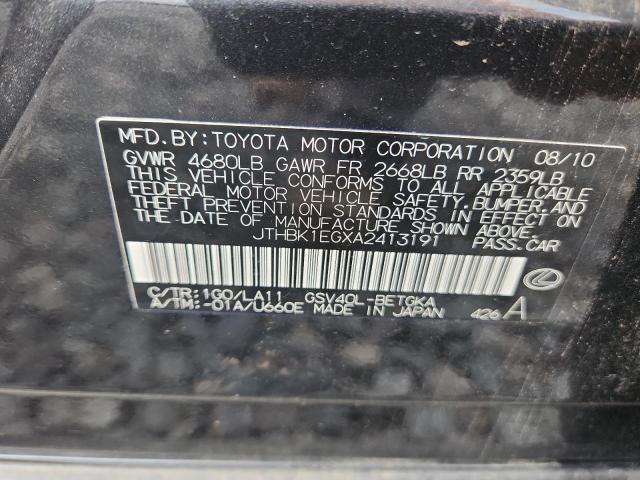 MFD. BY: TOYOTA MOTOR CORPORATION 08/10
GVWR 4680LB GAWR FR 2668LB RR 2359LB
THIS VEHICLE CONFORMS TO ALL APPLICABLE
FEDERAL MOTOR VEHICLE SAFETY, BUMPER, AND
THEFT PREVENTION STANDARDS IN EFFECT ON
THE DATE OF MANUFACTURE SHOWN ABOVE.
JTHBK1EGXA2413191 PASS. CAR
C/TR: 1G0/LA11 GSV40L-BETGKA
A/TM: -01A/U660E MADE IN JAPAN 426 A